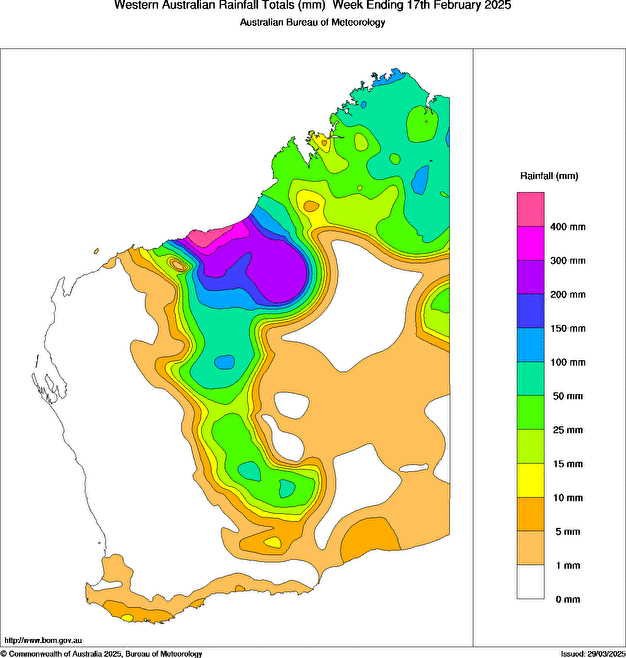 Western Australian Rainfall Totals (mm)  Week Ending 17th February 2025
Australian Bureau of Meteorology
Rainfall (mm)
400 mm
300 mm
200 mm
150 mm
100 mm
50 mm
25 mm
15 mm
10 mm
5 mm
1 mm
0 mm
http://www.bom.gov.au
© Commonwealth of Australia 2025, Bureau of Meteorology
Issued: 29/03/2025